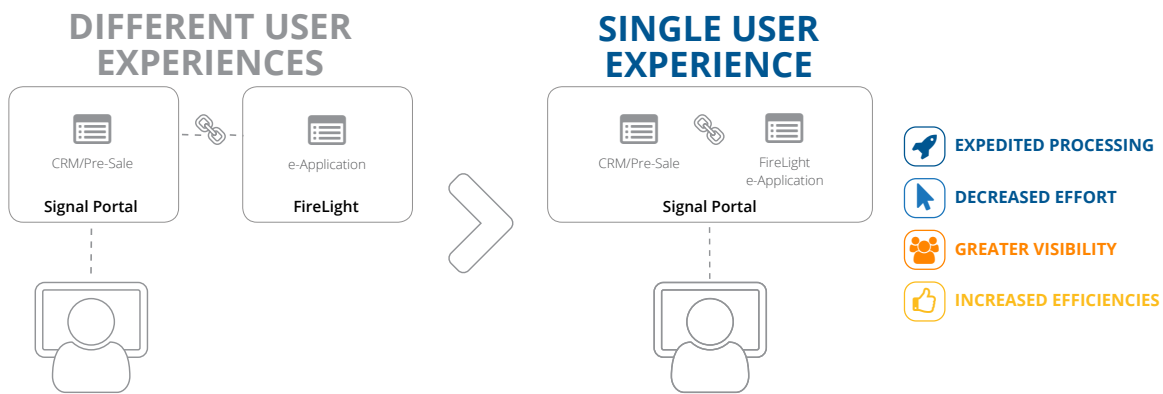 DIFFERENT USER
EXPERIENCES
CRM/Pre-Sale
Signal Portal
e-Application
FireLight
SINGLE USER
EXPERIENCE
CRM/Pre-Sale
FireLight
e-Application
Signal Portal
EXPEDITED PROCESSING
DECREASED EFFORT
GREATER VISIBILITY
INCREASED EFFICIENCIES